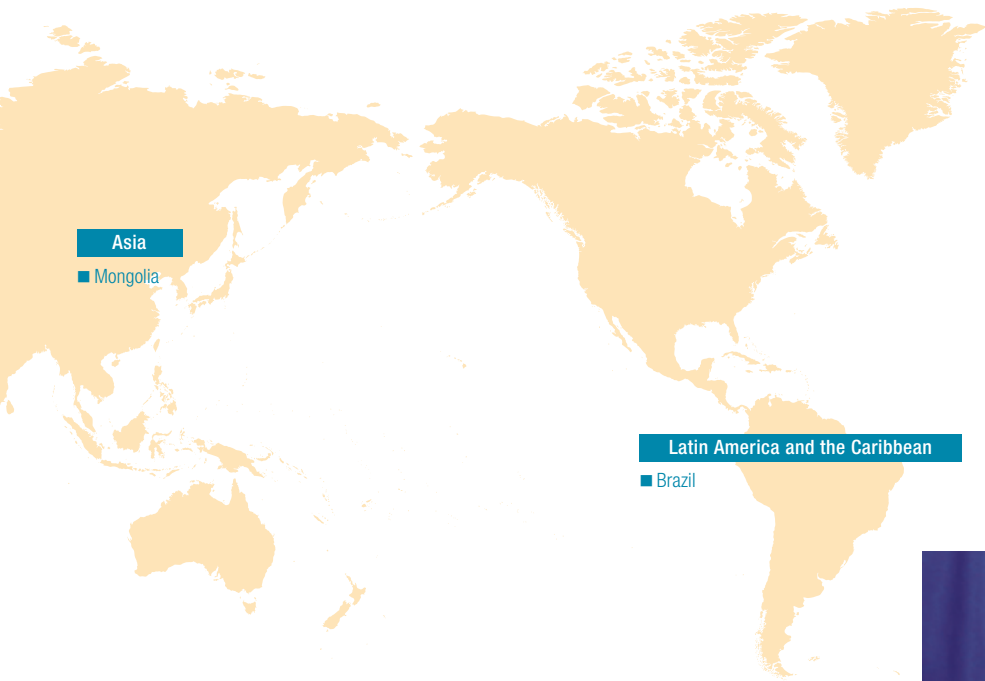 Asia
■ Mongolia
Latin America and the Caribbean
■ Brazil